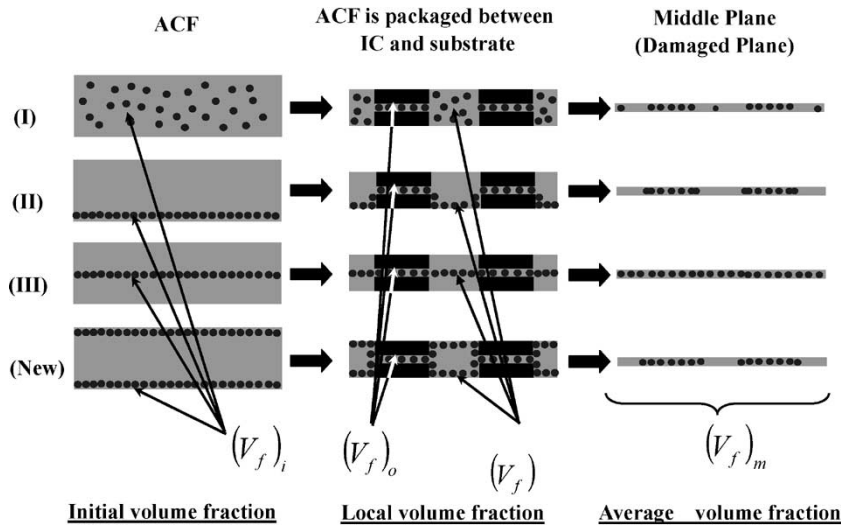 ACF
ACF is packaged between
IC and substrate
Middle Plane
(Damaged Plane)
(I)
(II)
(III)
(New)
(V_f)_i
(V_f)_o
(V_f)
(V_f)_m
Initial volume fraction
Local volume fraction
Average volume fraction